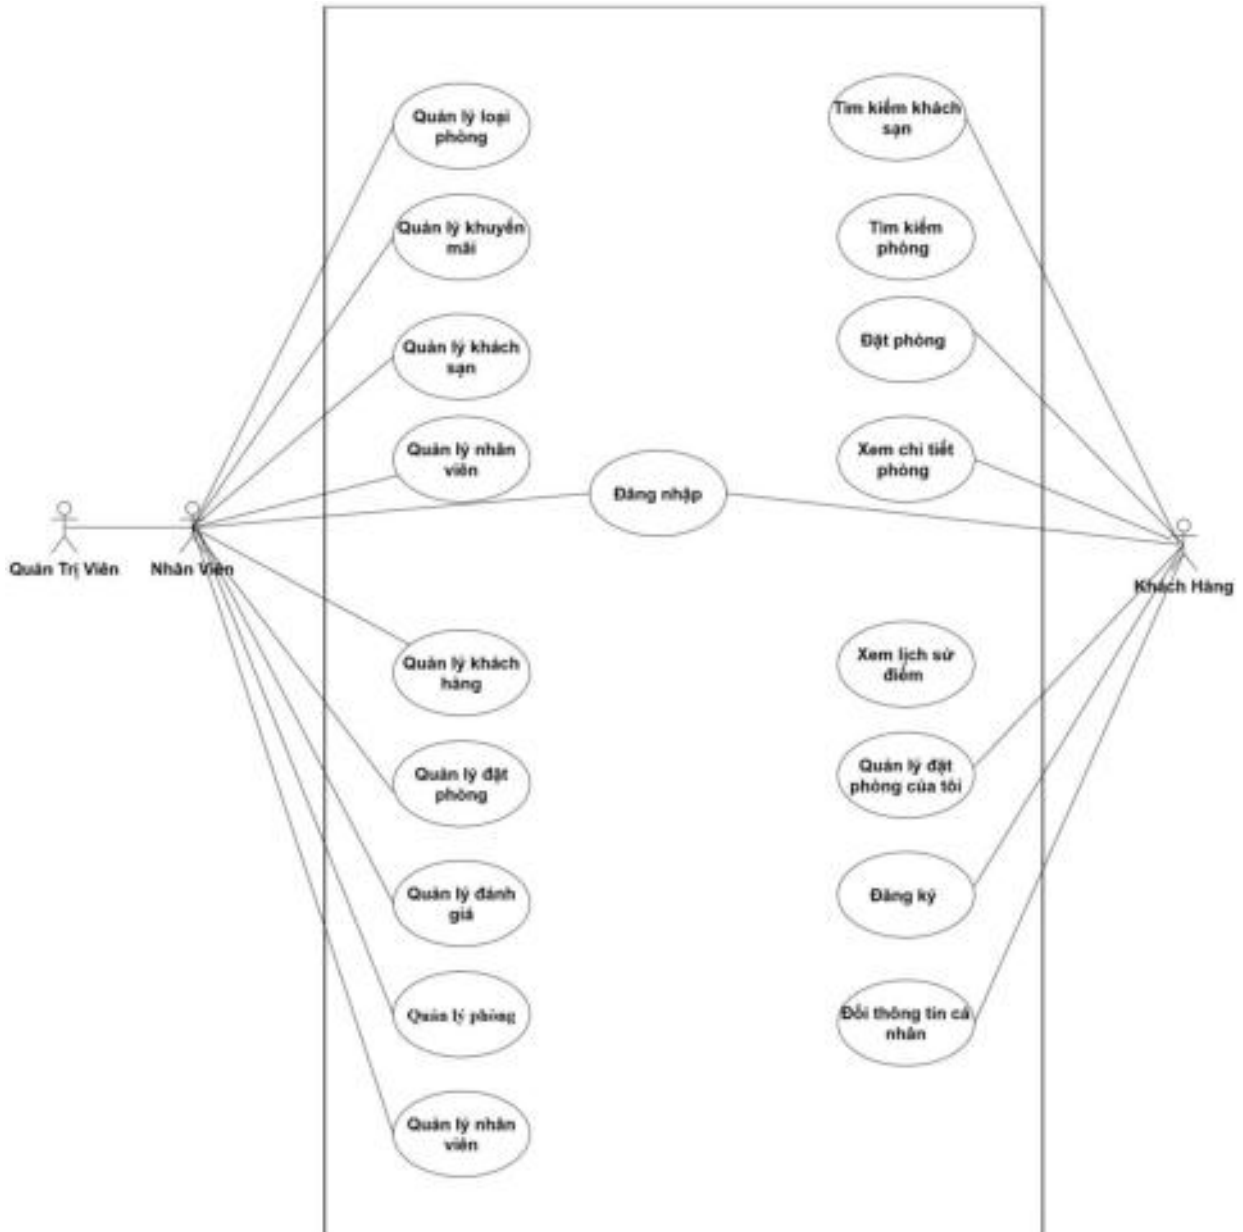 Quản lý loại
phòng
Tìm kiếm khách
sạn
Quản lý khuyến
mãi
Tìm kiếm
phòng
Quản lý khách
sạn
Đặt phòng
Quản lý nhân
viên
Đăng nhập
Xem chi tiết
phòng
Quản Trị Viên
Nhân Viên
Khách Hàng
Quản lý khách
hàng
Xem lịch sử
điểm
Quản lý đặt
phòng
Quản lý đặt
phòng của tôi
Quản lý đánh
giá
Đăng ký
Quản lý phòng
Đổi thông tin cá
nhân
Quản lý nhân
viên